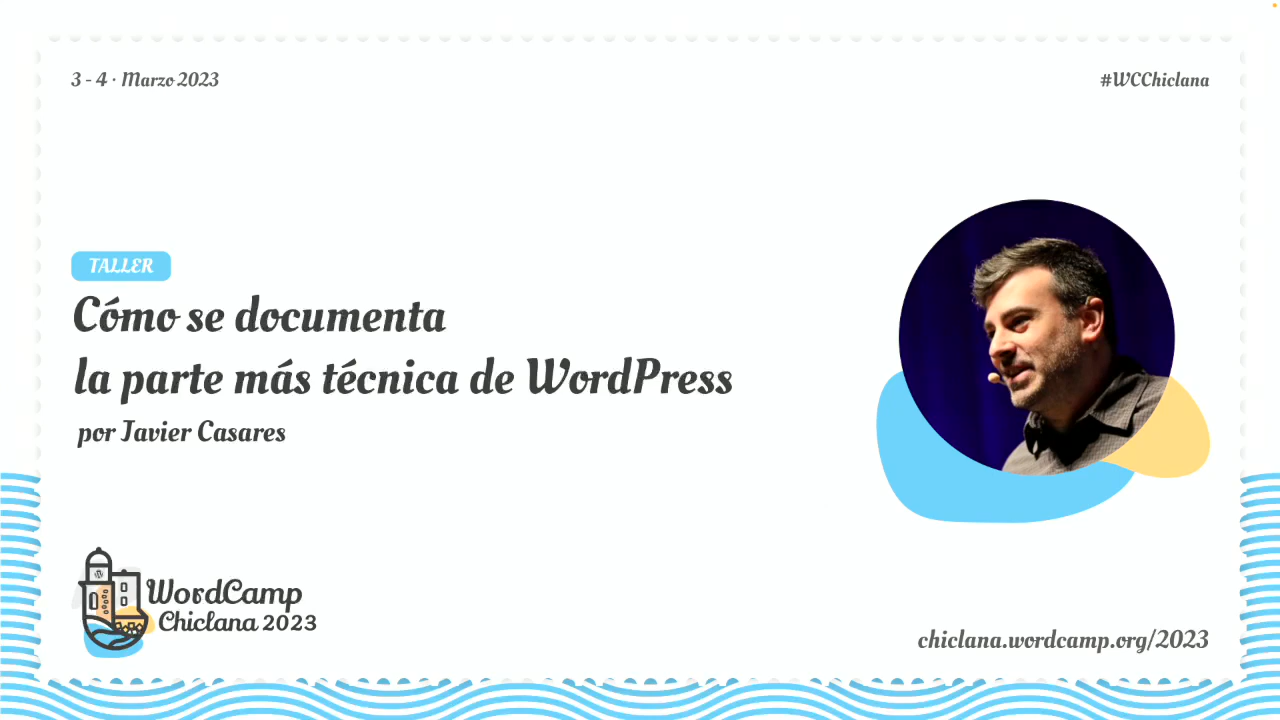 3 - 4 · Marzo 2023
#WCChiclana
TALLER
Cómo se documenta
la parte más técnica de WordPress
por Javier Casares
WordCamp
Chiclana 2023
chiclana.wordcamp.org/2023